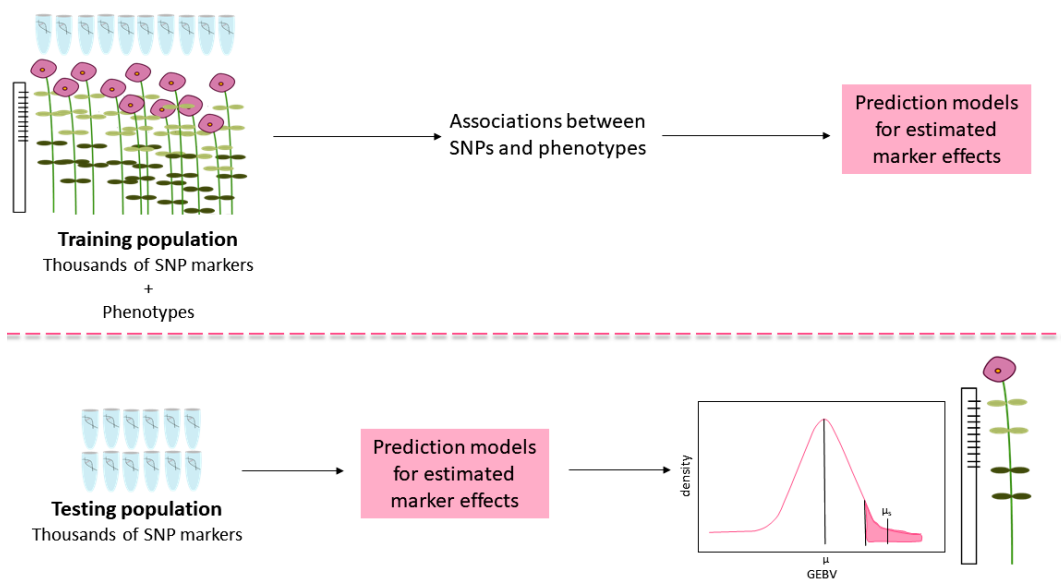 Associations between
SNPs and phenotypes
Prediction models
for estimated
marker effects
Training population
Thousands of SNP markers
+
Phenotypes
Testing population
Thousands of SNP markers
Prediction models
for estimated
marker effects
density
μs
μ
GEBV